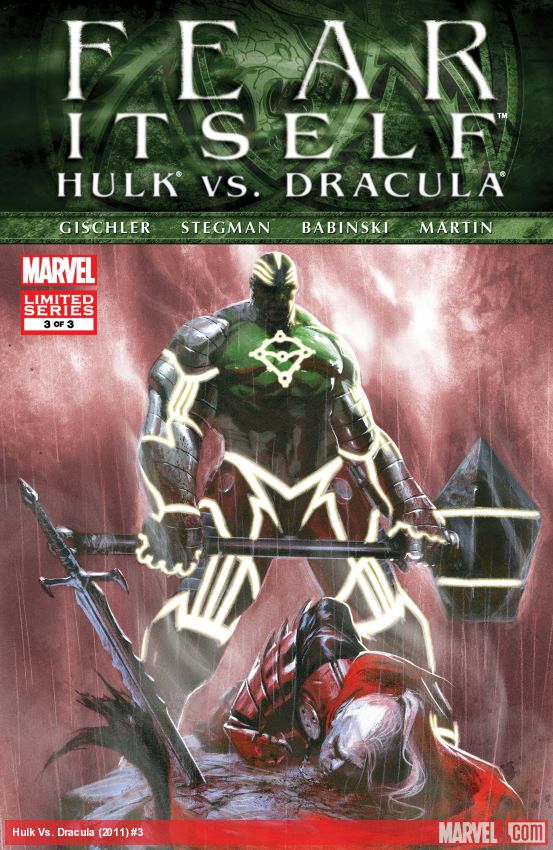 FEAR
ITSELF™
HULK® VS. DRACULA®
GISCHLER STEGMAN BABINSKI MARTIN
MARVEL
LIMITED
SERIES
3 OF 3
Hulk Vs. Dracula (2011) #3
MARVEL.com